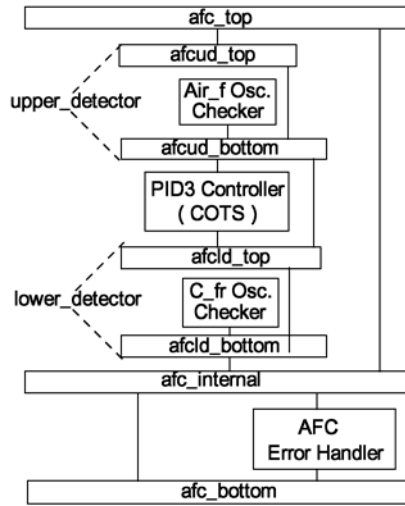 afc_top
afcud_top
Air_f Osc.
Checker
upper_detector
afcud_bottom
PID3 Controller
( COTS )
afcld_top
C_fr Osc.
Checker
lower_detector
afcld_bottom
afc_internal
AFC
Error Handler
afc_bottom